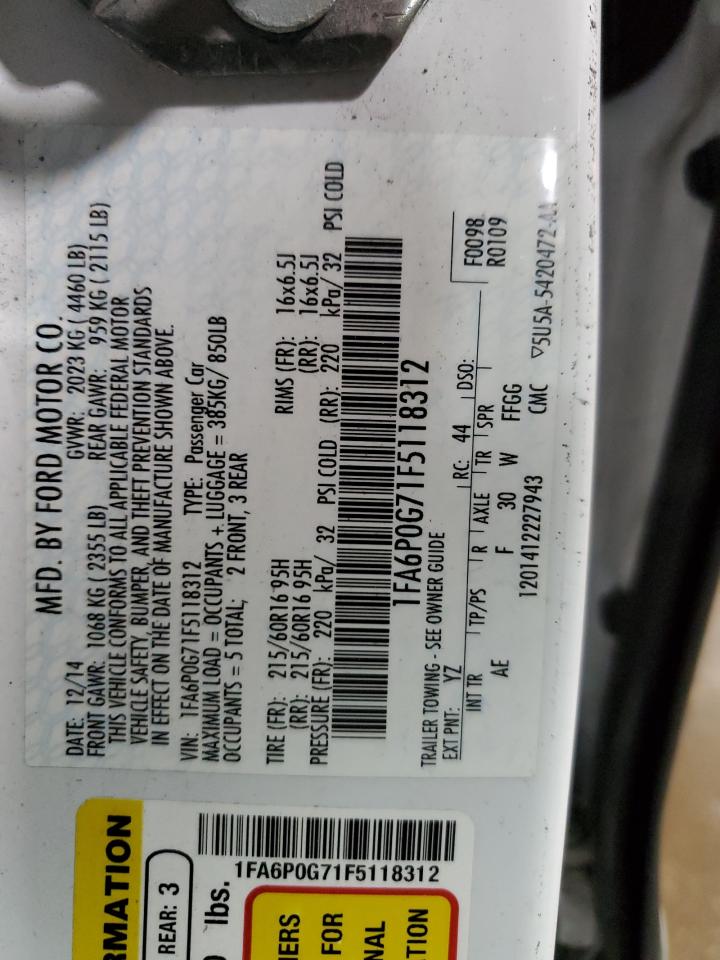 MFD. BY FORD MOTOR CO.
DATE: 12/14 GVWR: 2023 KG ( 4460 LB)
FRONT GAWR: 1068 KG ( 2355 LB) REAR GAWR: 959 KG ( 2115 LB)
THIS VEHICLE CONFORMS TO ALL APPLICABLE FEDERAL MOTOR
VEHICLE SAFETY, BUMPER, AND THEFT PREVENTION STANDARDS
IN EFFECT ON THE DATE OF MANUFACTURE SHOWN ABOVE.
VIN: 1FA6P0G71F5118312 TYPE: Passenger Car
MAXIMUM LOAD = OCCUPANTS + LUGGAGE = 385KG/ 850LB
OCCUPANTS = 5 TOTAL; 2 FRONT, 3 REAR
TIRE (FR): 215/60R16 95H RIMS (FR): 16x6.5J
(RR): 215/60R16 95H (RR): 16x6.5J
PRESSURE (FR): 220 kPa/ 32 PSI COLD (RR): 220 kPa/ 32 PSI COLD
1FA6P0G71F5118312
TRAILER TOWING - SEE OWNER GUIDE
F0098
R0109
EXT PNT: YZ RC: 44 DSO:
INT TR TP/PS R AXLE TR SPR
AE F 30 W FFGG
1201412227943 CMC
▽5U5A-5420472-AA
RMATION
REAR: 3
lbs.
1FA6P0G71F5118312
IERS
FOR
NAL
TION